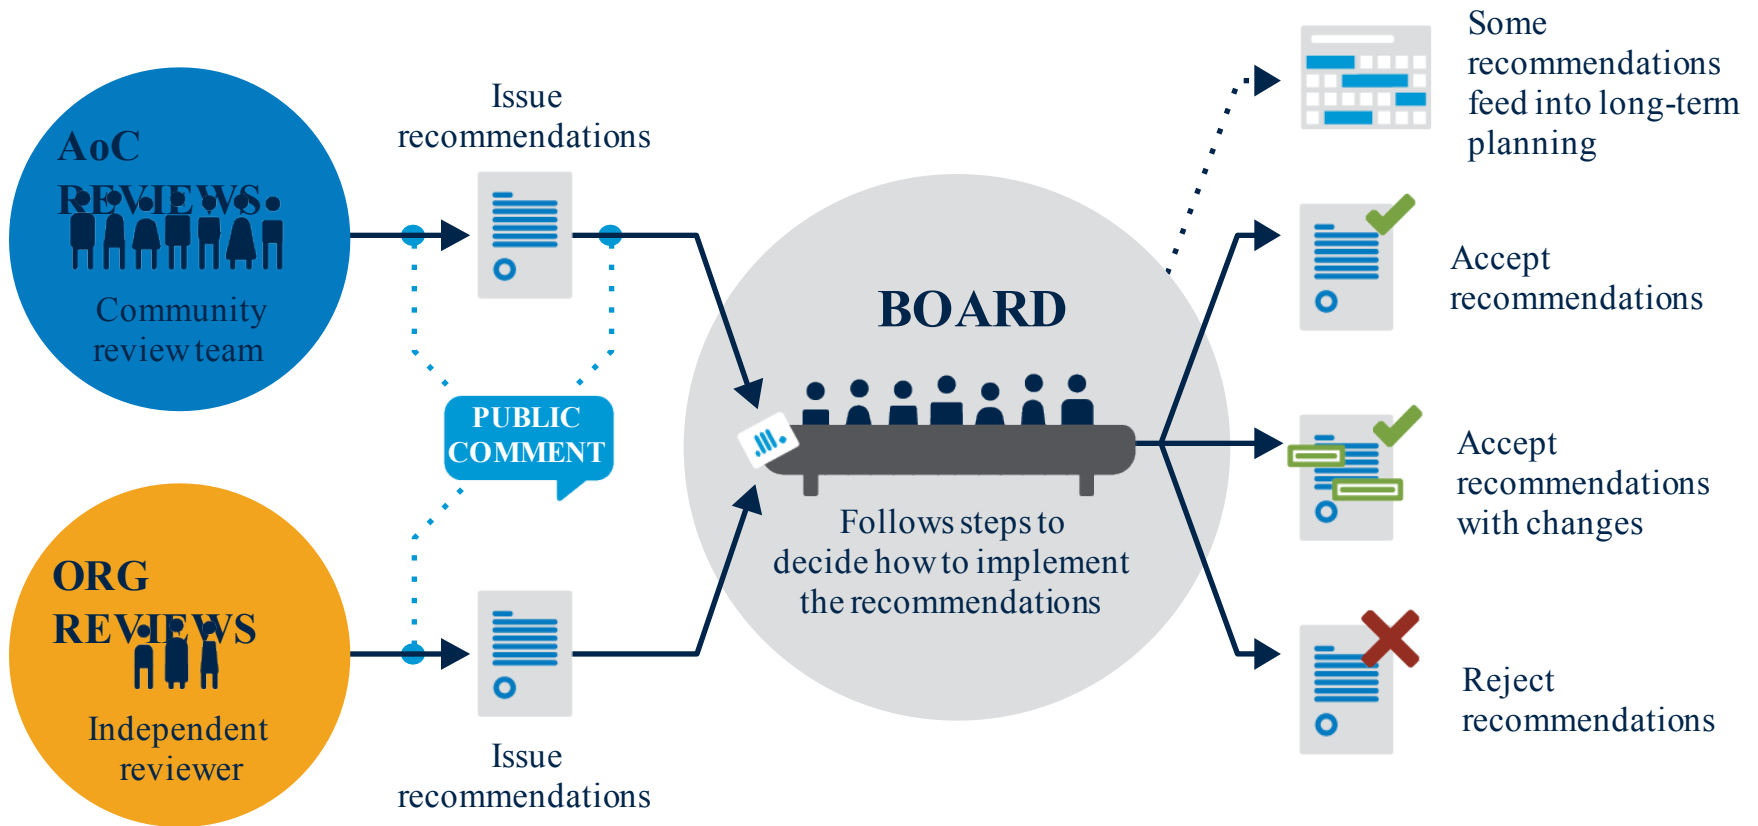 AoC
REVIEWS
Community
review team
Issue
recommendations
PUBLIC
COMMENT
ORG
REVIEWS
Independent
reviewer
Issue
recommendations
BOARD
Follows steps to
decide how to implement
the recommendations
Some
recommendations
feed into long-term
planning
Accept
recommendations
Accept
recommendations
with changes
Reject
recommendations